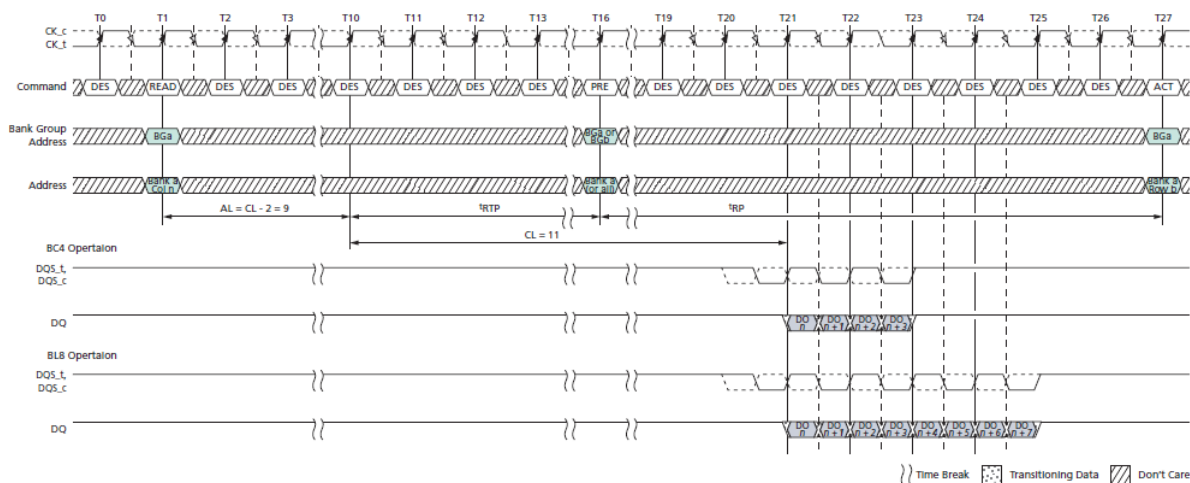 T0 T1 T2 T3 T10 T11 T12 T13 T16 T19 T20 T21 T22 T23 T24 T25 T26 T27
CK_c
CK_t
Command DES READ DES DES DES DES DES DES PRE DES DES DES DES DES DES DES DES ACT
Bank Group
Address
BGa
BGa or
BGb
BGa
Address
Bank a
Col n
Bank a
(or all)
Bank a
Row b
AL = CL - 2 = 9
tRTP
tRP
CL = 11
BC4 Opertaion
DQS_t,
DQS_c
DQ
DO
n
DO
n + 1
DO
n + 2
DO
n + 3
BL8 Opertaion
DQS_t,
DQS_c
DQ
DO
n
DO
n + 1
DO
n + 2
DO
n + 3
DO
n + 4
DO
n + 5
DO
n + 6
DO
n + 7
Time Break Transitioning Data Don't Care